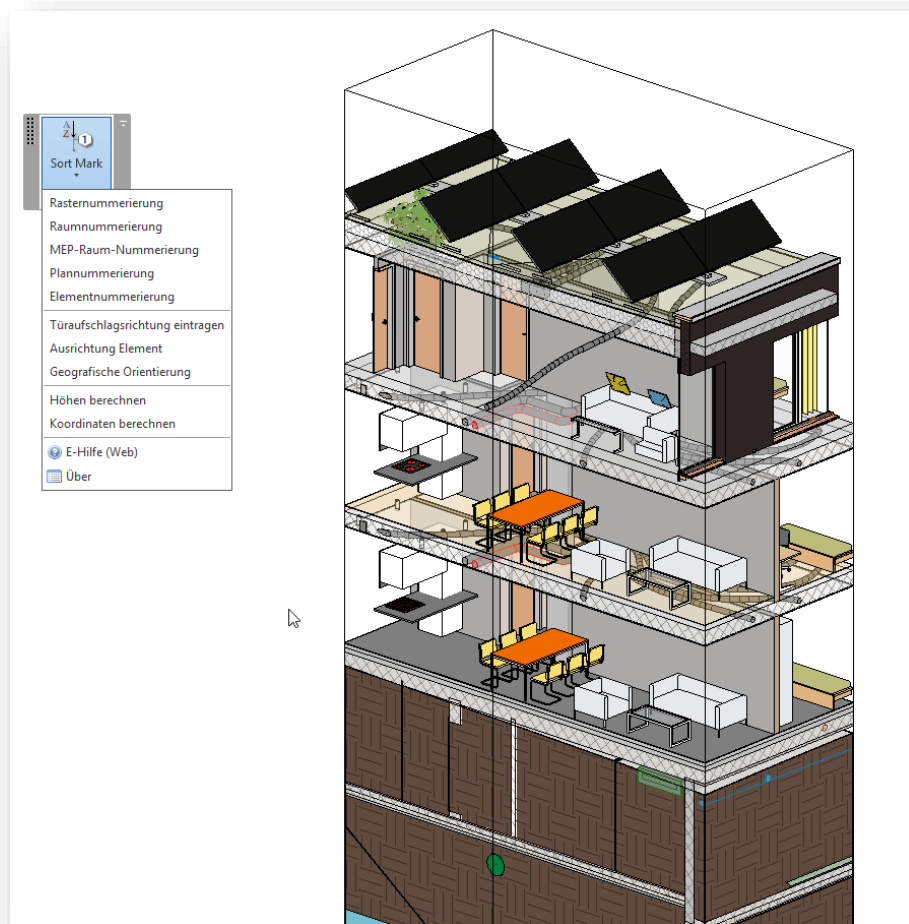 A
Z
1
Sort Mark
Rasternummerierung
Raumnummerierung
MEP-Raum-Nummerierung
Plannummerierung
Elementnummerierung
Türaufschlagsrichtung eintragen
Ausrichtung Element
Geografische Orientierung
Höhen berechnen
Koordinaten berechnen
E-Hilfe (Web)
Über